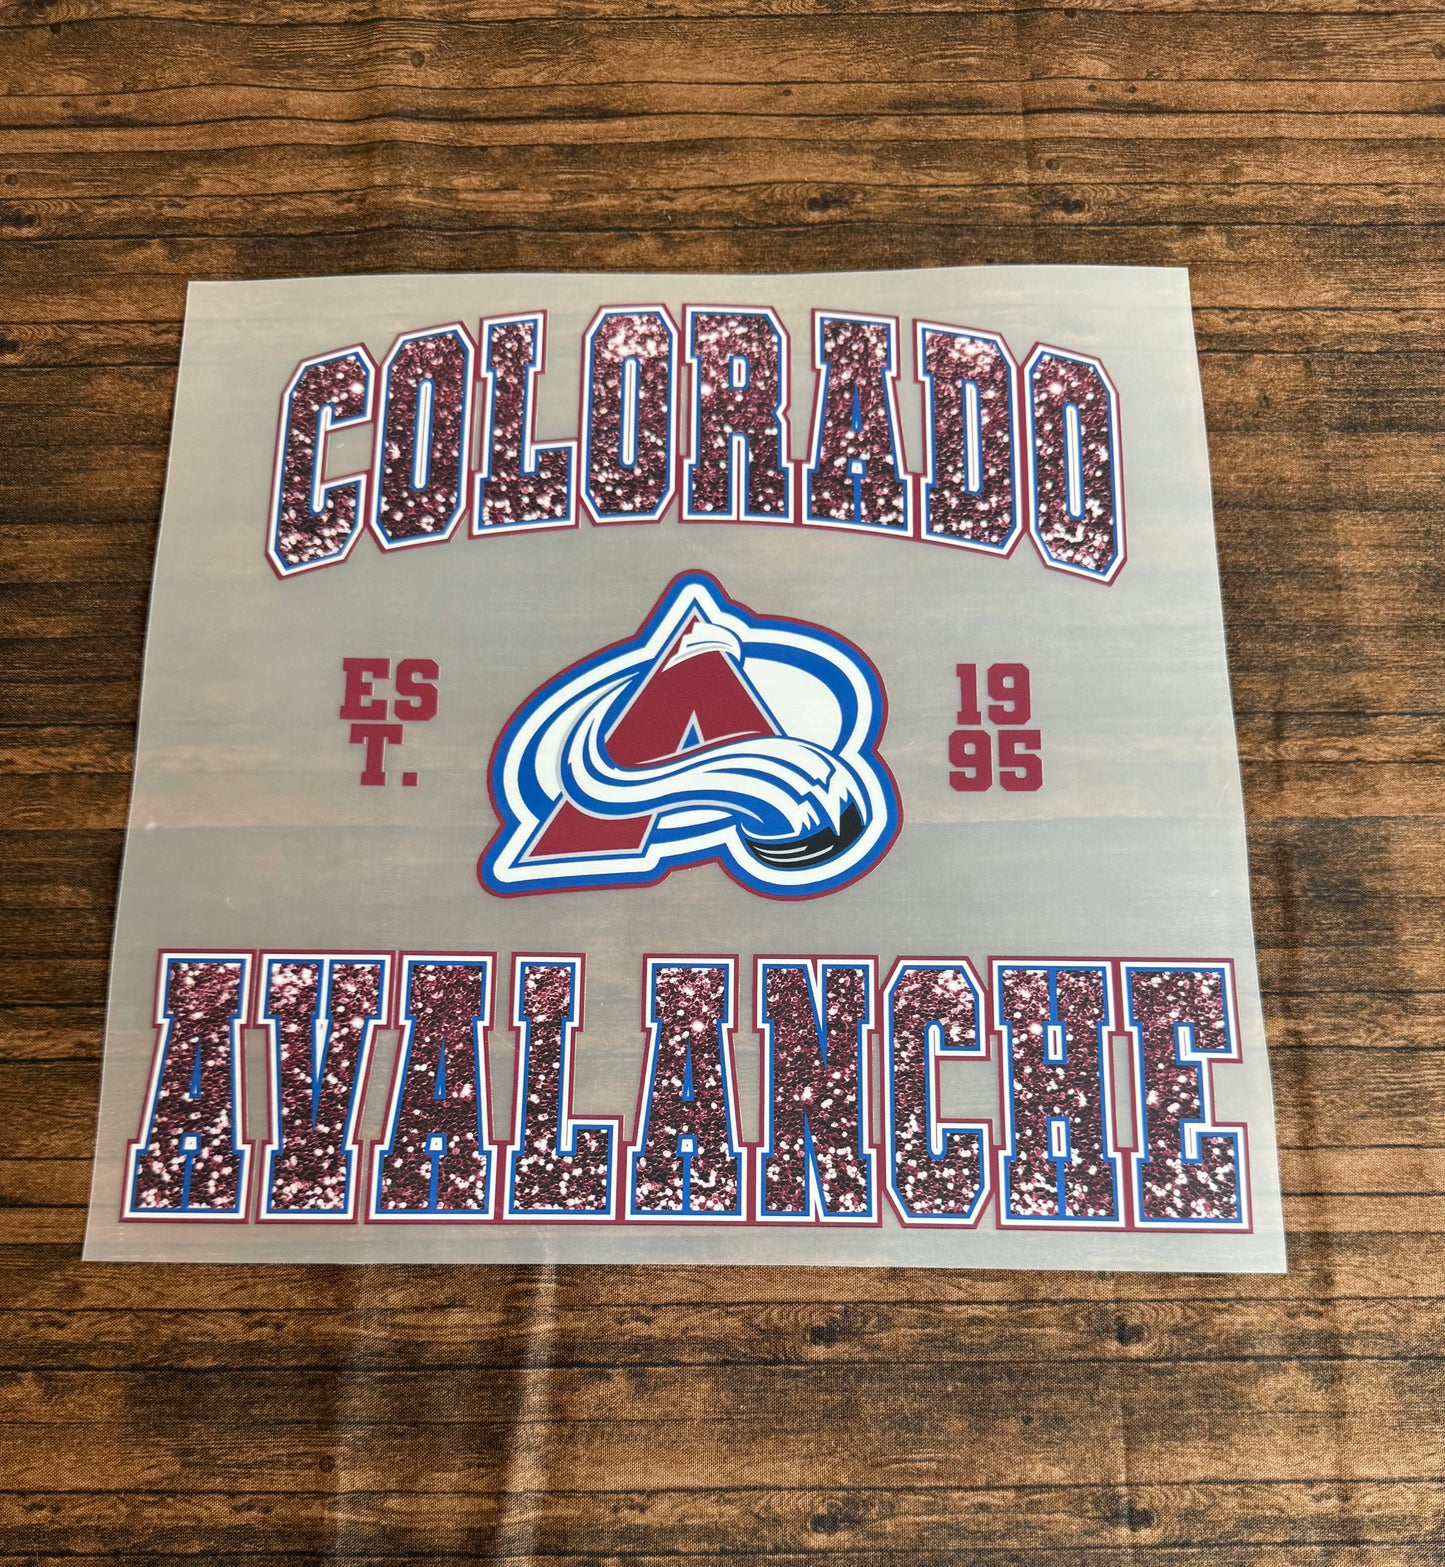 COLORADO
ES
T.
19
95
AVALANCHE